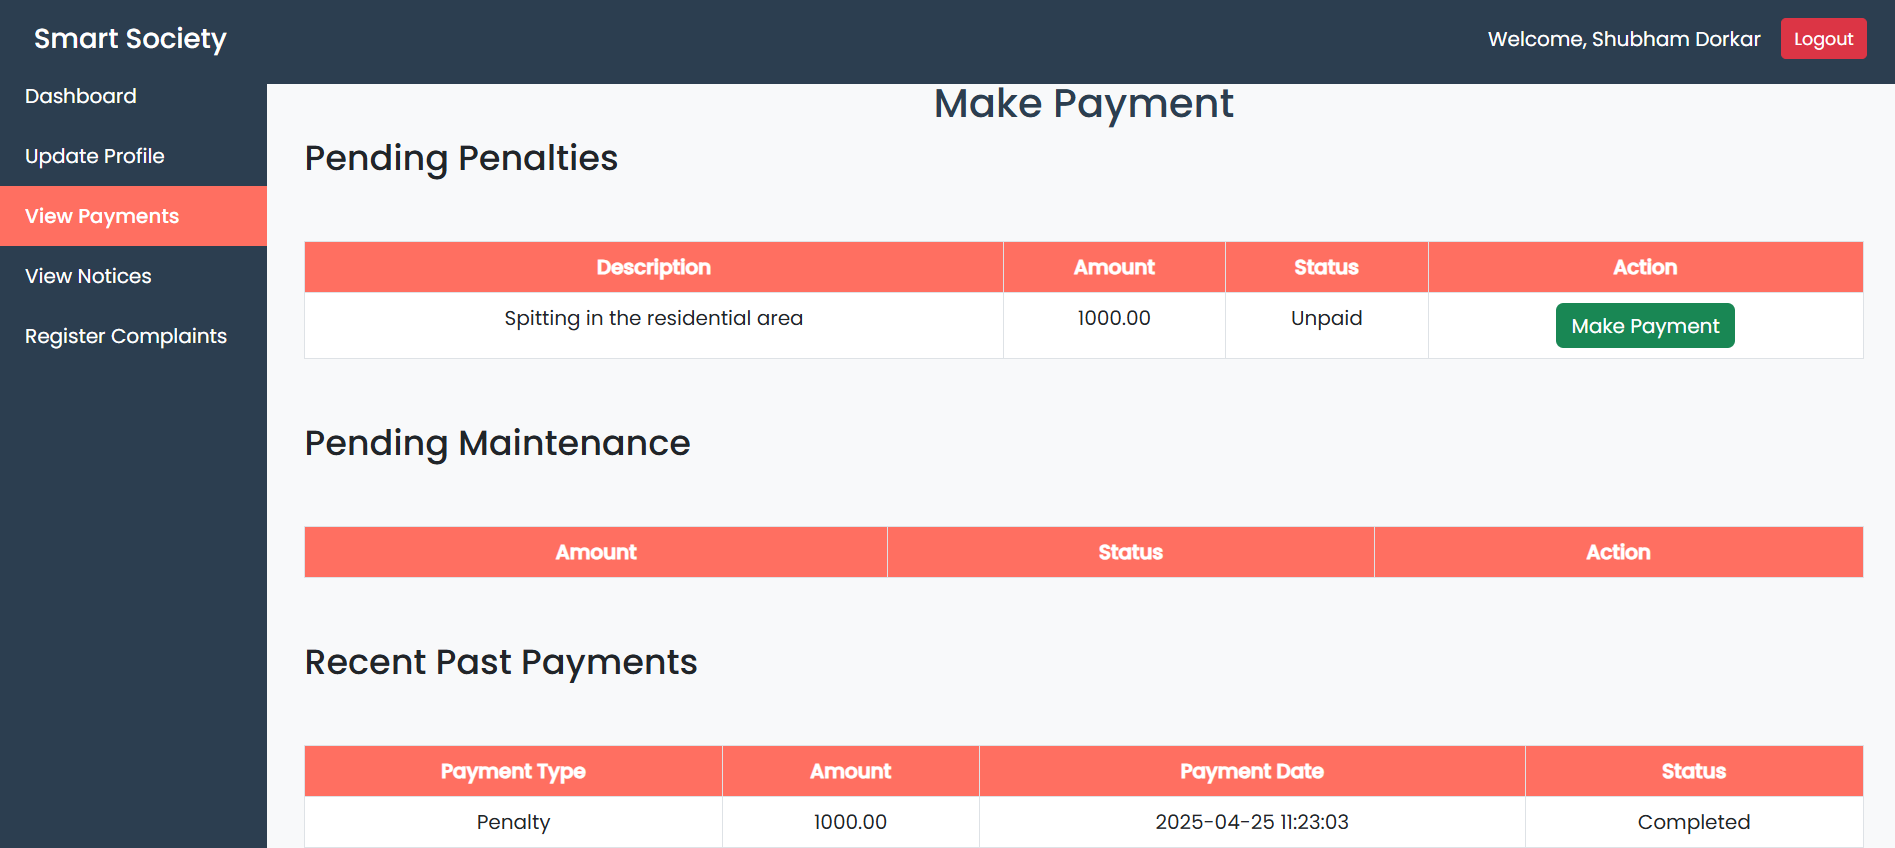 Smart Society
Welcome, Shubham Dorkar
Logout
Dashboard
Update Profile
View Payments
View Notices
Register Complaints
Make Payment
Pending Penalties
Description Amount Status Action
Spitting in the residential area 1000.00 Unpaid Make Payment
Pending Maintenance
Amount Status Action
Recent Past Payments
Payment Type Amount Payment Date Status
Penalty 1000.00 2025-04-25 11:23:03 Completed